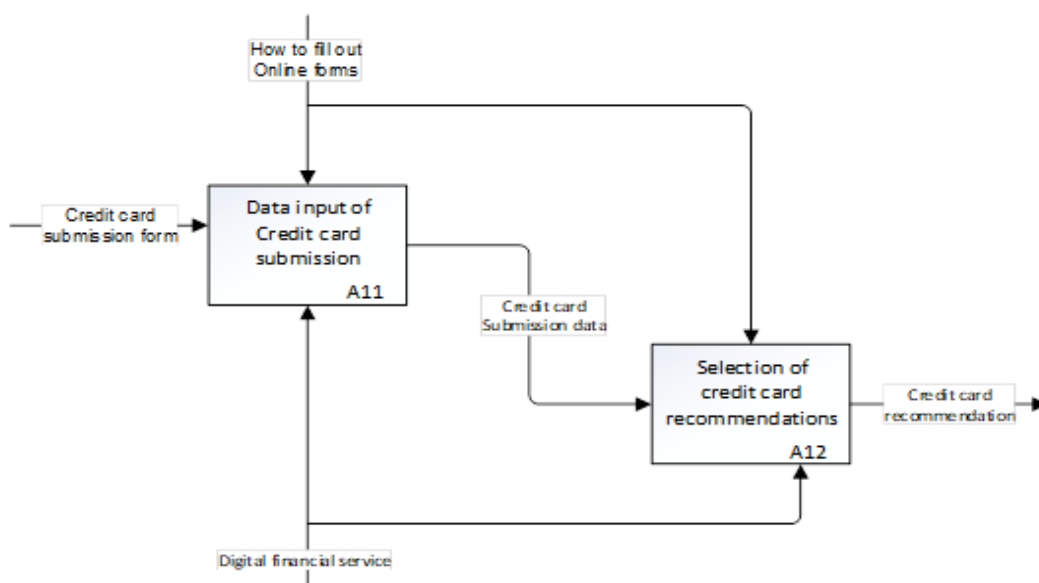 How to fill out
Online forms
Credit card
submission form
Data input of
Credit card
submission
A11
Credit card
Submission data
Selection of
credit card
recommendations
A12
Credit card
recommendation
Digital financial service